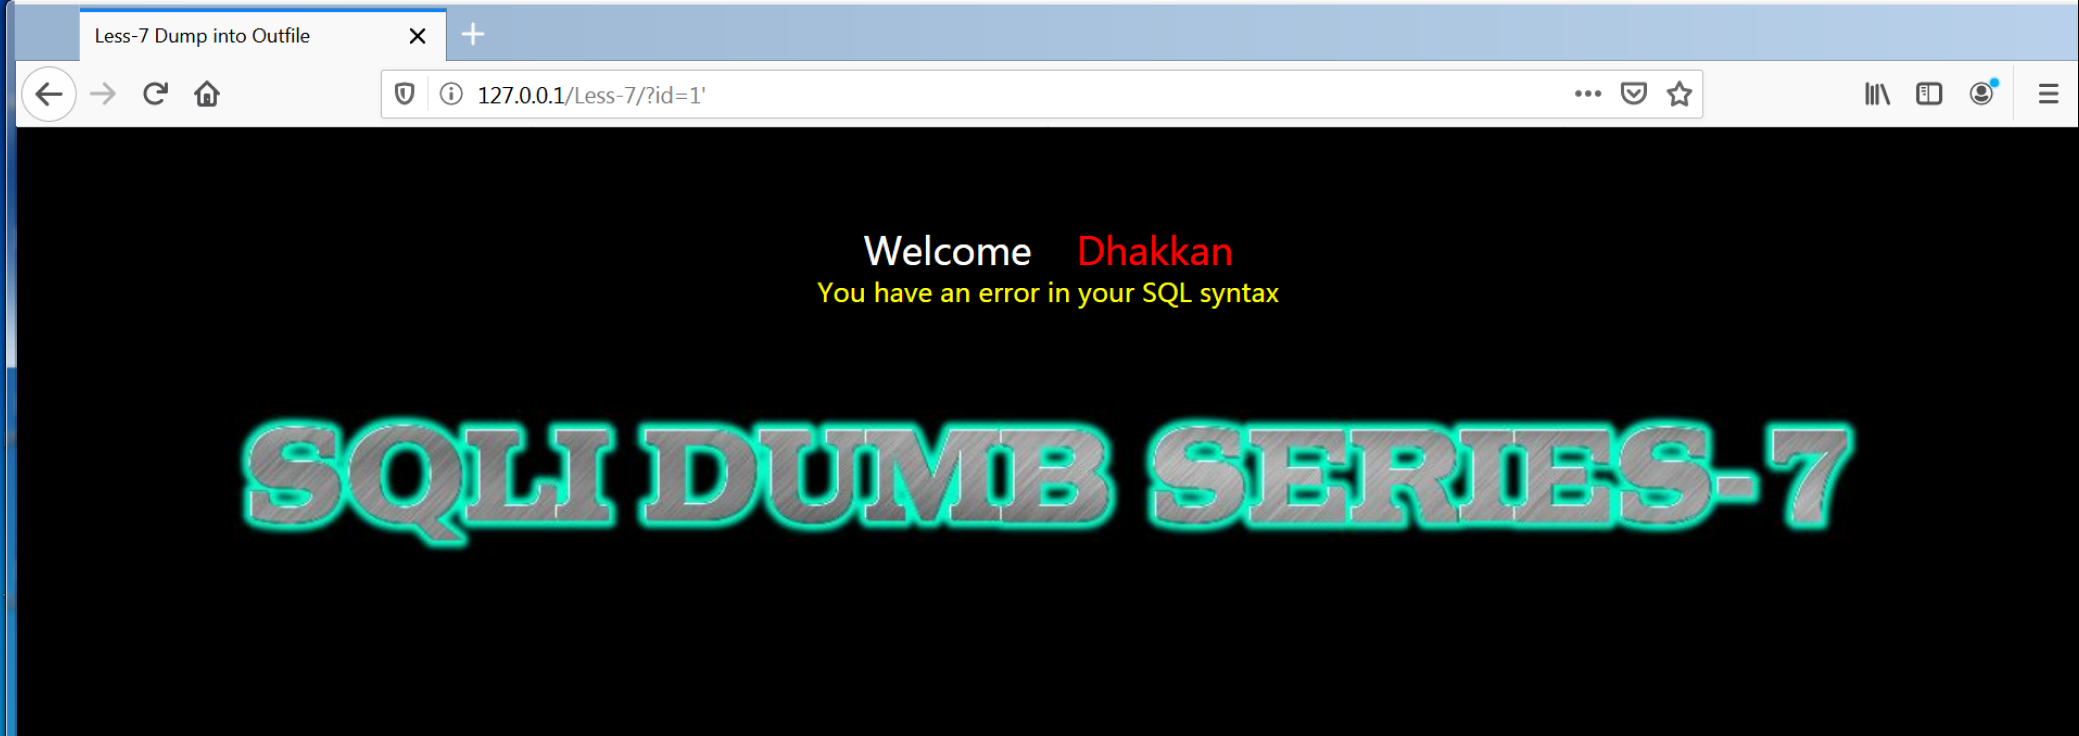 Less-7 Dump into Outfile
127.0.0.1/Less-7/?id=1'
Welcome Dhakkan
You have an error in your SQL syntax
SQLI DUMB SERIES-7